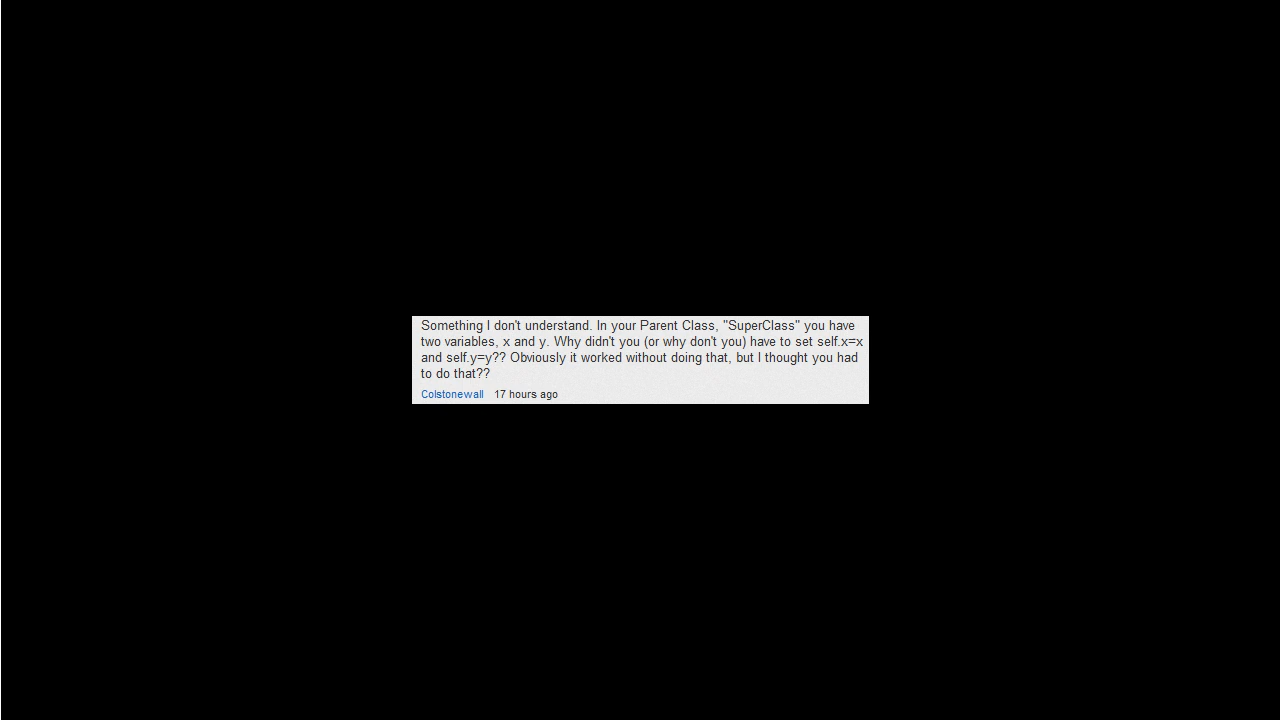 Something I don't understand. In your Parent Class, "SuperClass" you have
two variables, x and y. Why didn't you (or why don't you) have to set self.x=x
and self.y=y?? Obviously it worked without doing that, but I thought you had
to do that??
Colstonewall 17 hours ago